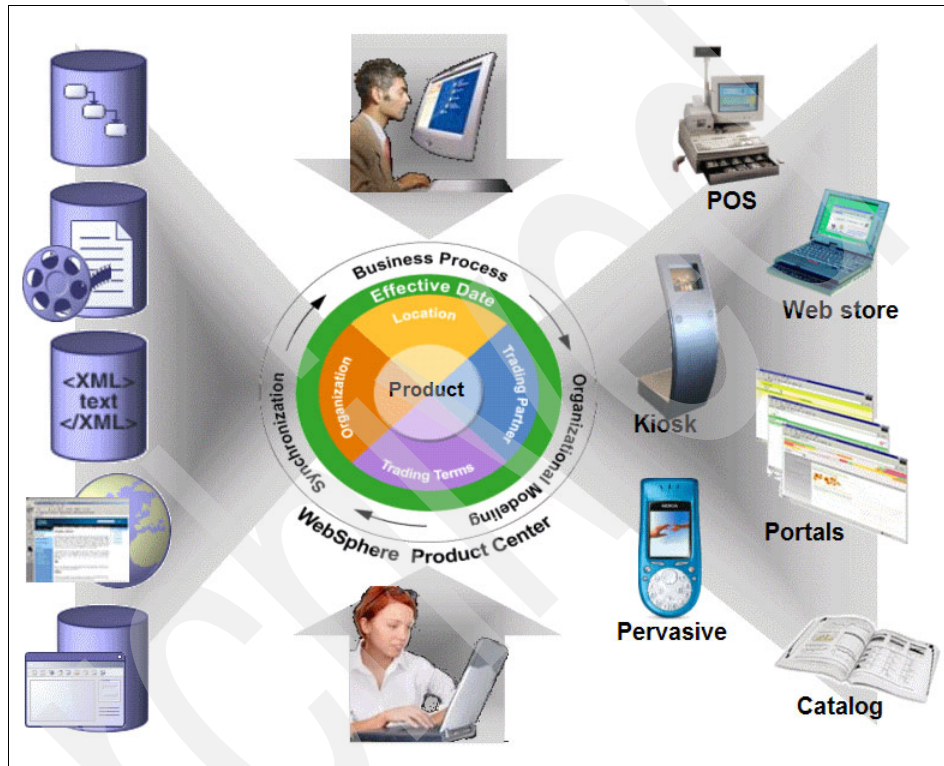 POS
Web store
Business Process
Effective Date
Location
Organization
Product
Trading Partner
Trading Terms
Synchronization
Organizational Modeling
WebSphere Product Center
<XML>
text
</XML>
Kiosk
Portals
Pervasive
Catalog
NOKIA